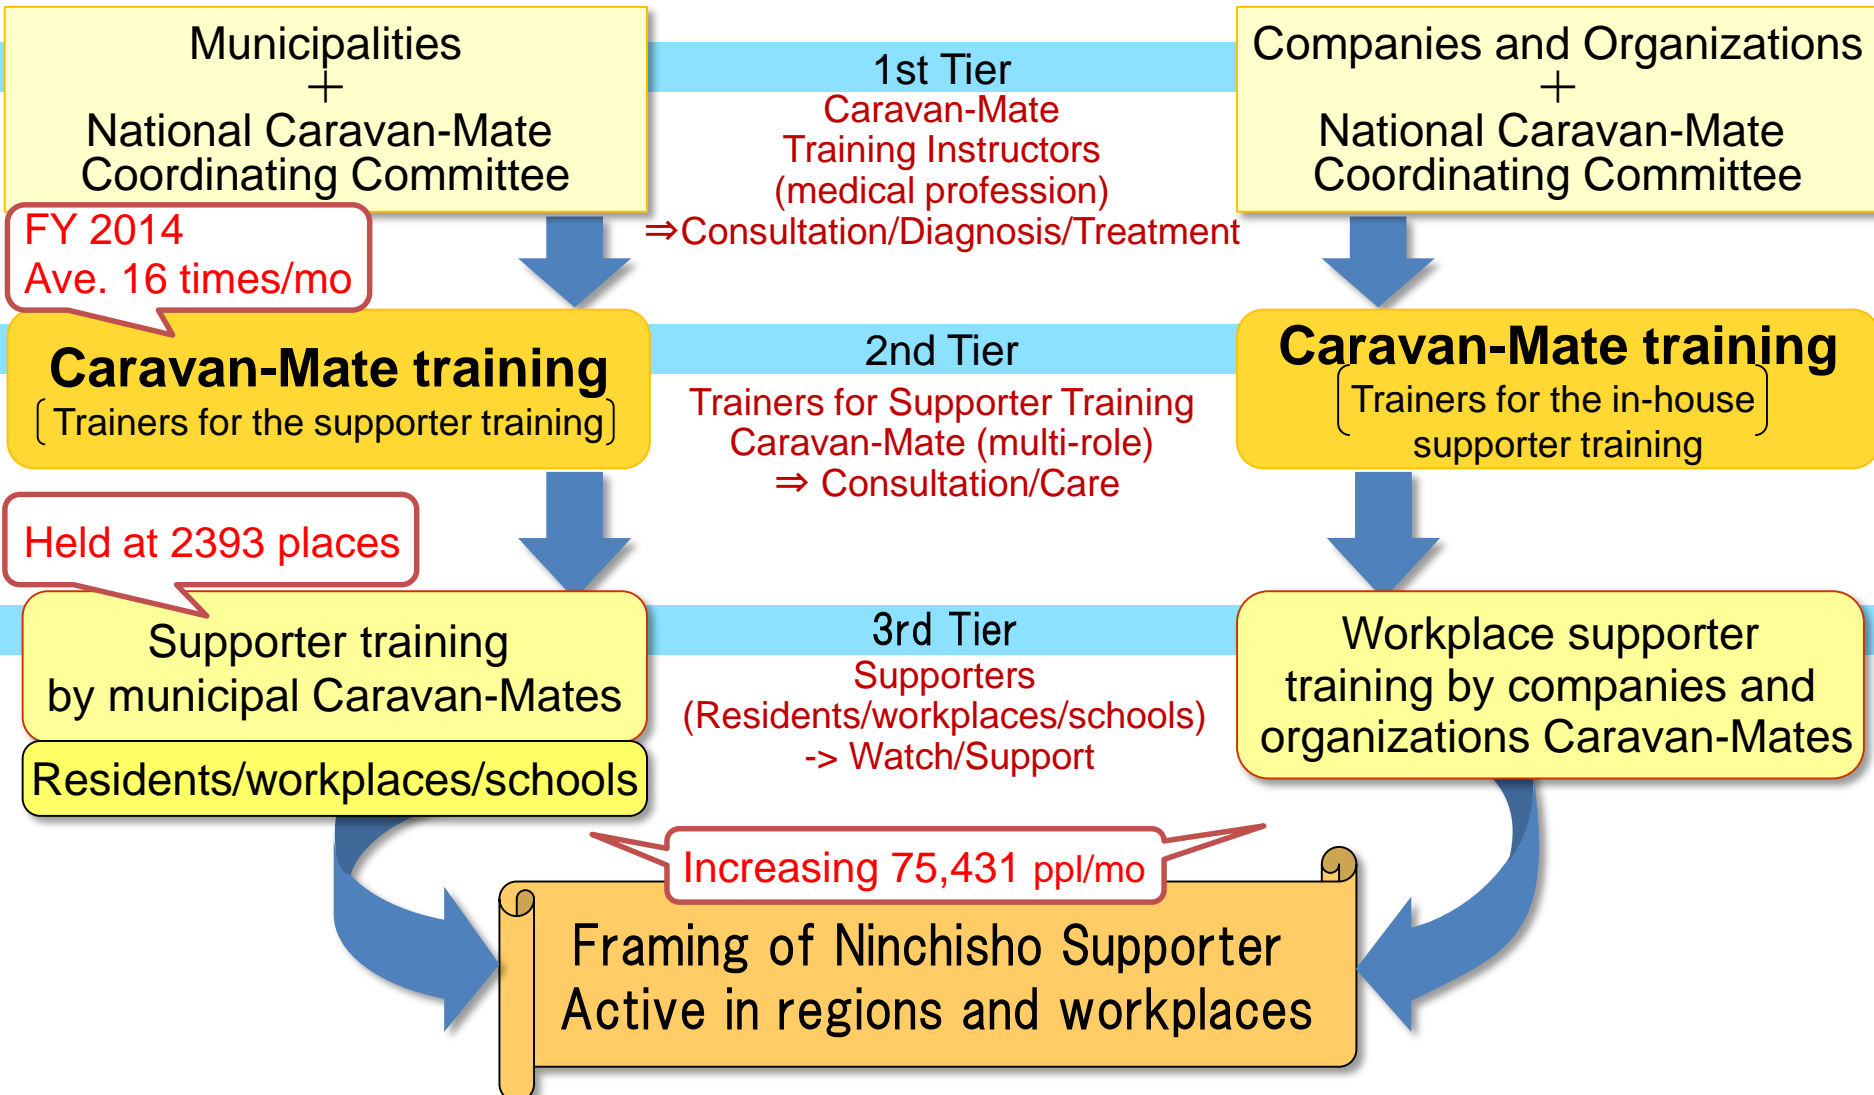 Municipalities
＋
National Caravan-Mate
Coordinating Committee
1st Tier
Caravan-Mate
Training Instructors
(medical profession)
⇒Consultation/Diagnosis/Treatment
Companies and Organizations
＋
National Caravan-Mate
Coordinating Committee
FY 2014
Ave. 16 times/mo
Caravan-Mate training
[Trainers for the supporter training]
2nd Tier
Trainers for Supporter Training
Caravan-Mate (multi-role)
⇒ Consultation/Care
Caravan-Mate training
[Trainers for the in-house
supporter training]
Held at 2393 places
Supporter training
by municipal Caravan-Mates
Residents/workplaces/schools
3rd Tier
Supporters
(Residents/workplaces/schools)
-> Watch/Support
Workplace supporter
training by companies and
organizations Caravan-Mates
Increasing 75,431 ppl/mo
Framing of Ninchisho Supporter
Active in regions and workplaces